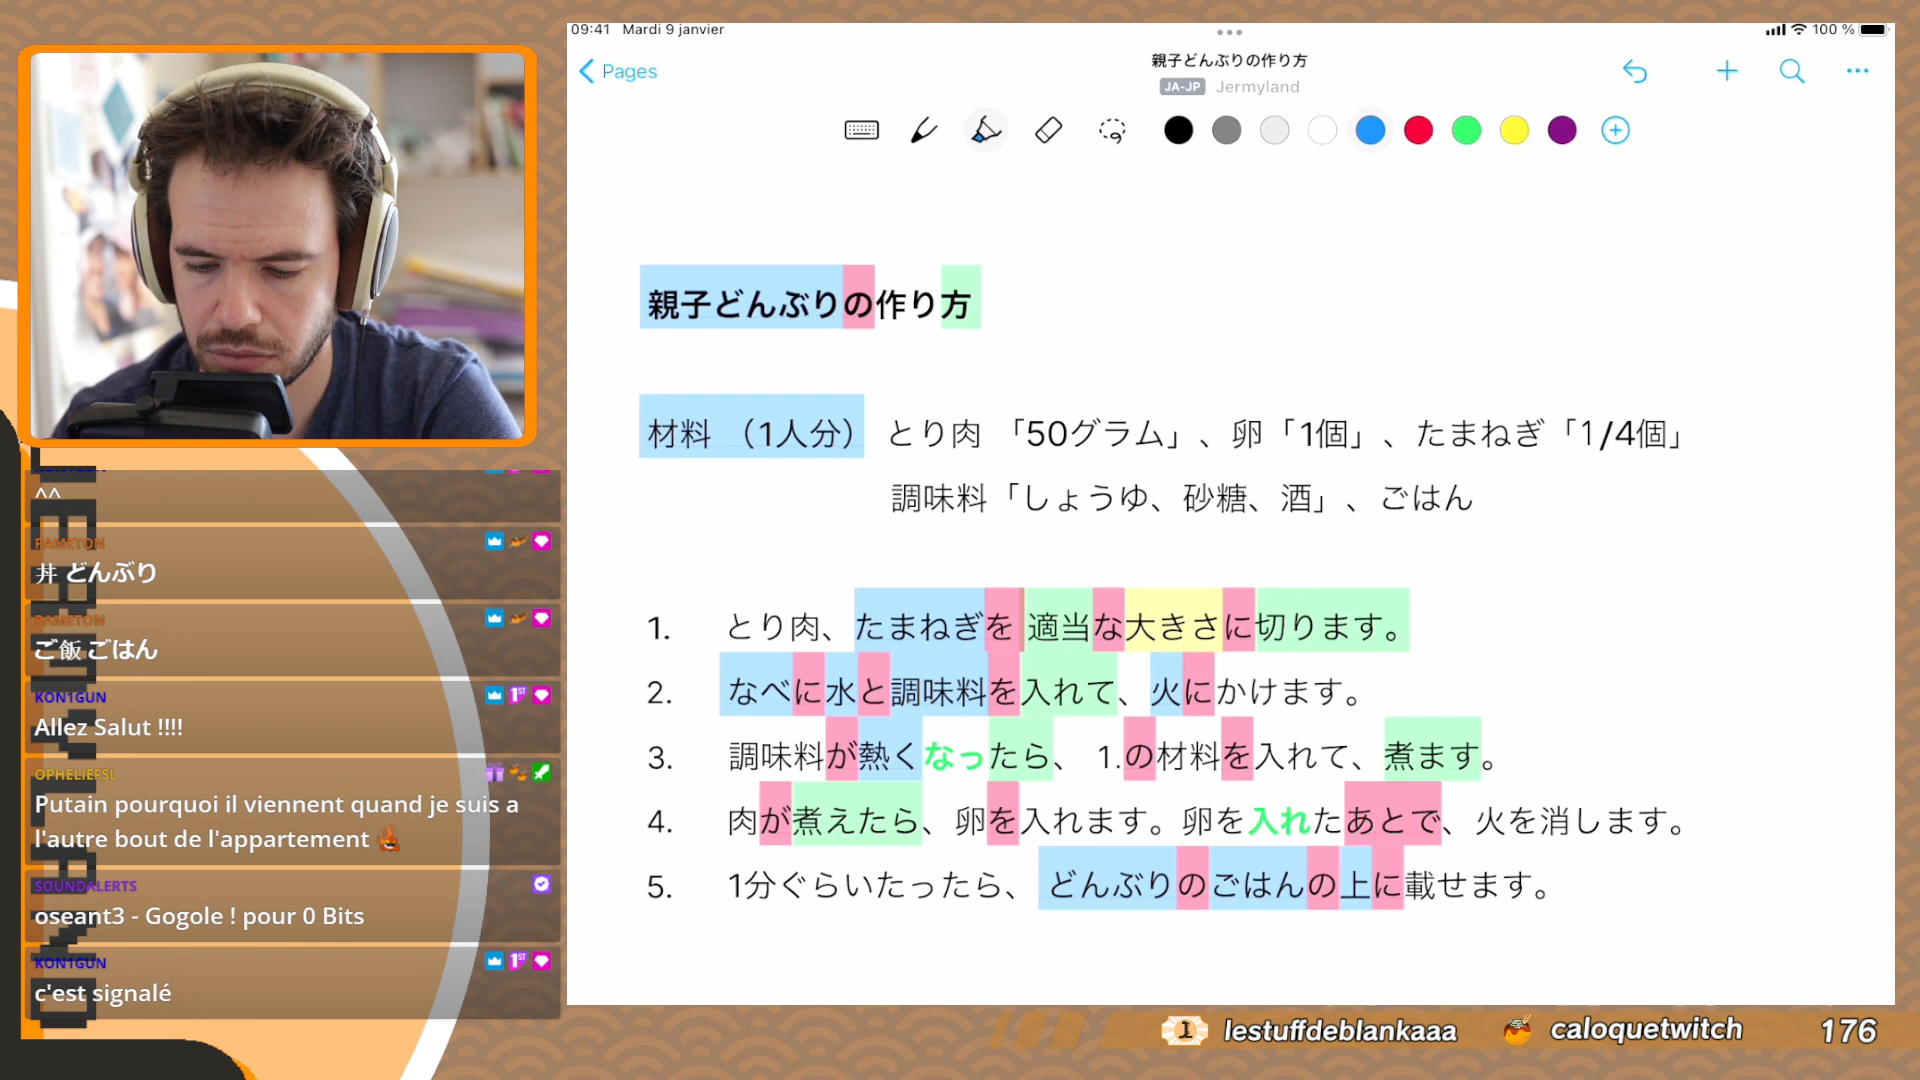 09:41 Mardi 9 janvier
100 %
Pages
親子どんぶりの作り方
JA-JP Jermyland
親子どんぶりの作り方
材料 （1人分） とり肉 「50グラム」、卵「1個」、たまねぎ「1/4個」
調味料「しょうゆ、砂糖、酒」、ごはん
1. とり肉、たまねぎを 適当な大きさに切ります。
2. なべに水と調味料を入れて、火にかけます。
3. 調味料が熱くなったら、 1.の材料を入れて、煮ます。
4. 肉が煮えたら、卵を入れます。卵を入れたあとで、火を消します。
5. 1分ぐらいたったら、 どんぶりのごはんの上に載せます。
^^
PAMETON
丼 どんぶり
PAMETON
ご飯 ごはん
KON1GUN
1ST
Allez Salut !!!!
OPHELIEFSL
Putain pourquoi il viennent quand je suis a
l'autre bout de l'appartement
SOUNDALERTS
oseant3 - Gogole ! pour 0 Bits
KON1GUN
1ST
c'est signalé
1 lestuffdeblankaaa caloquetwitch 176